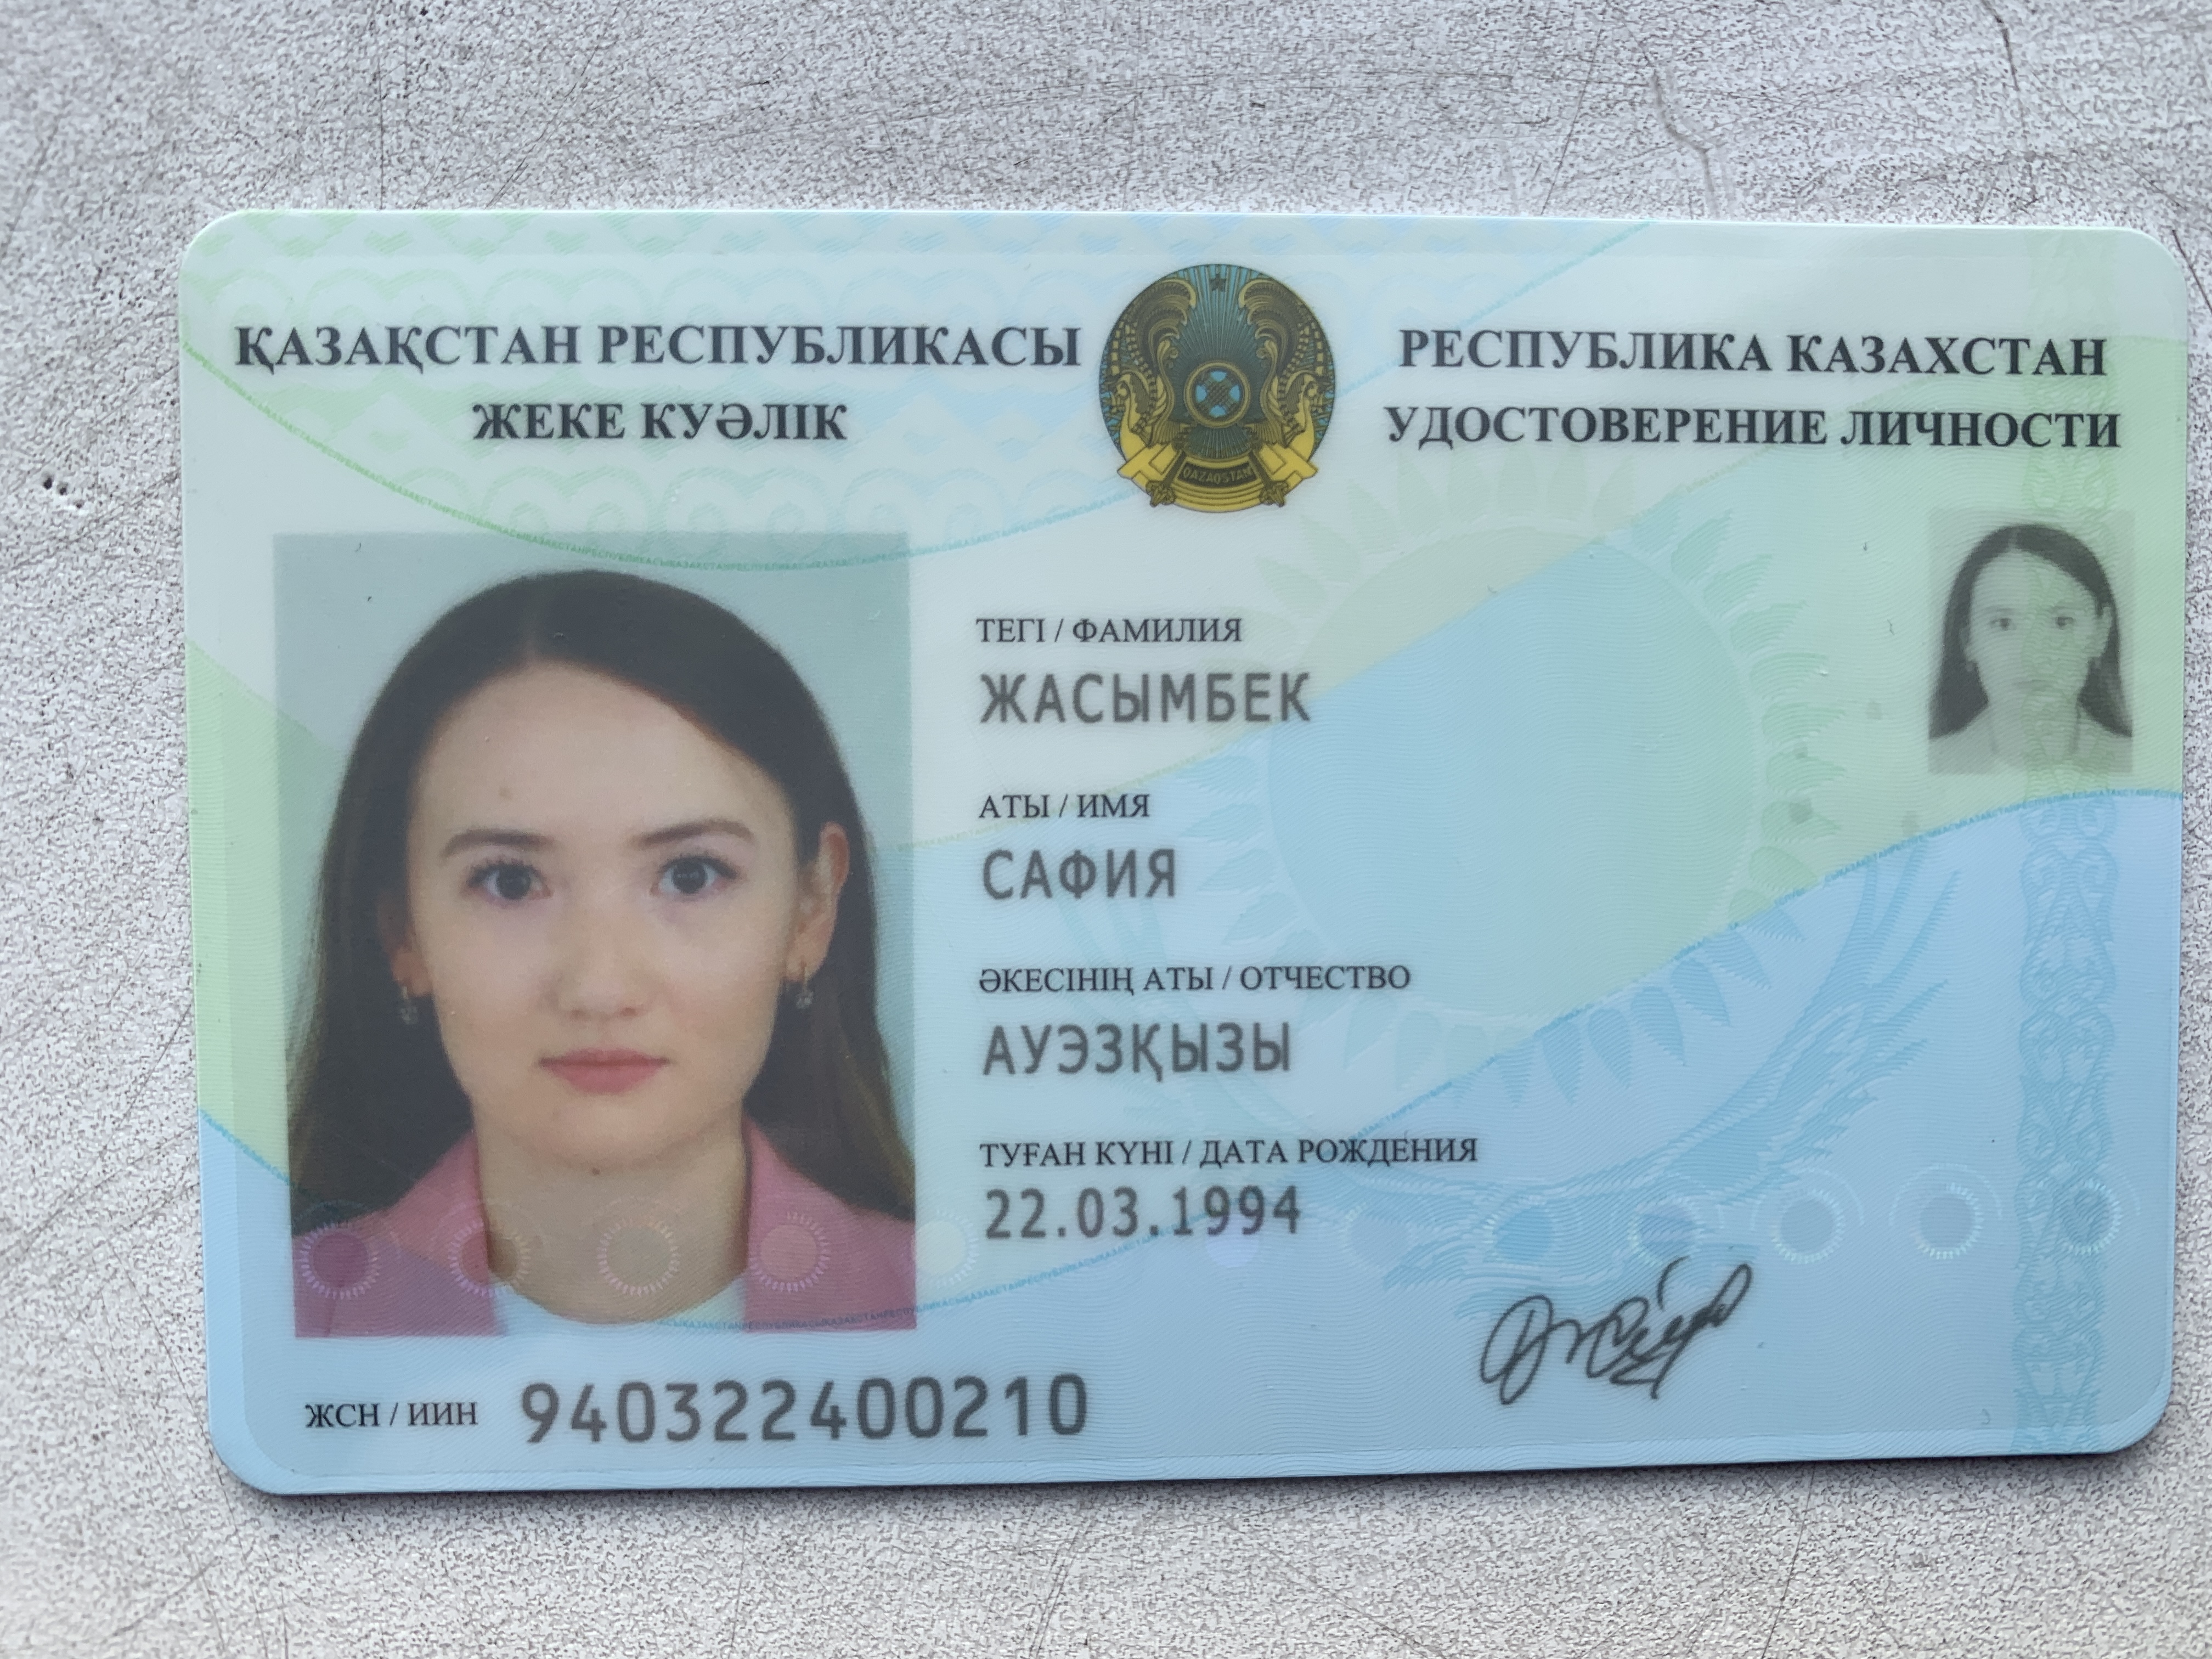 ҚАЗАҚСТАН РЕСПУБЛИКАСЫ
ЖЕКЕ КУӘЛІК
РЕСПУБЛИКА КАЗАХСТАН
УДОСТОВЕРЕНИЕ ЛИЧНОСТИ
QAZAQSTAN
ТЕГІ / ФАМИЛИЯ
ЖАСЫМБЕК
АТЫ / ИМЯ
САФИЯ
ӘКЕСІНІҢ АТЫ / ОТЧЕСТВО
АУЭЗҚЫЗЫ
ТУҒАН КҮНІ / ДАТА РОЖДЕНИЯ
22.03.1994
ЖСН / ИИН 940322400210